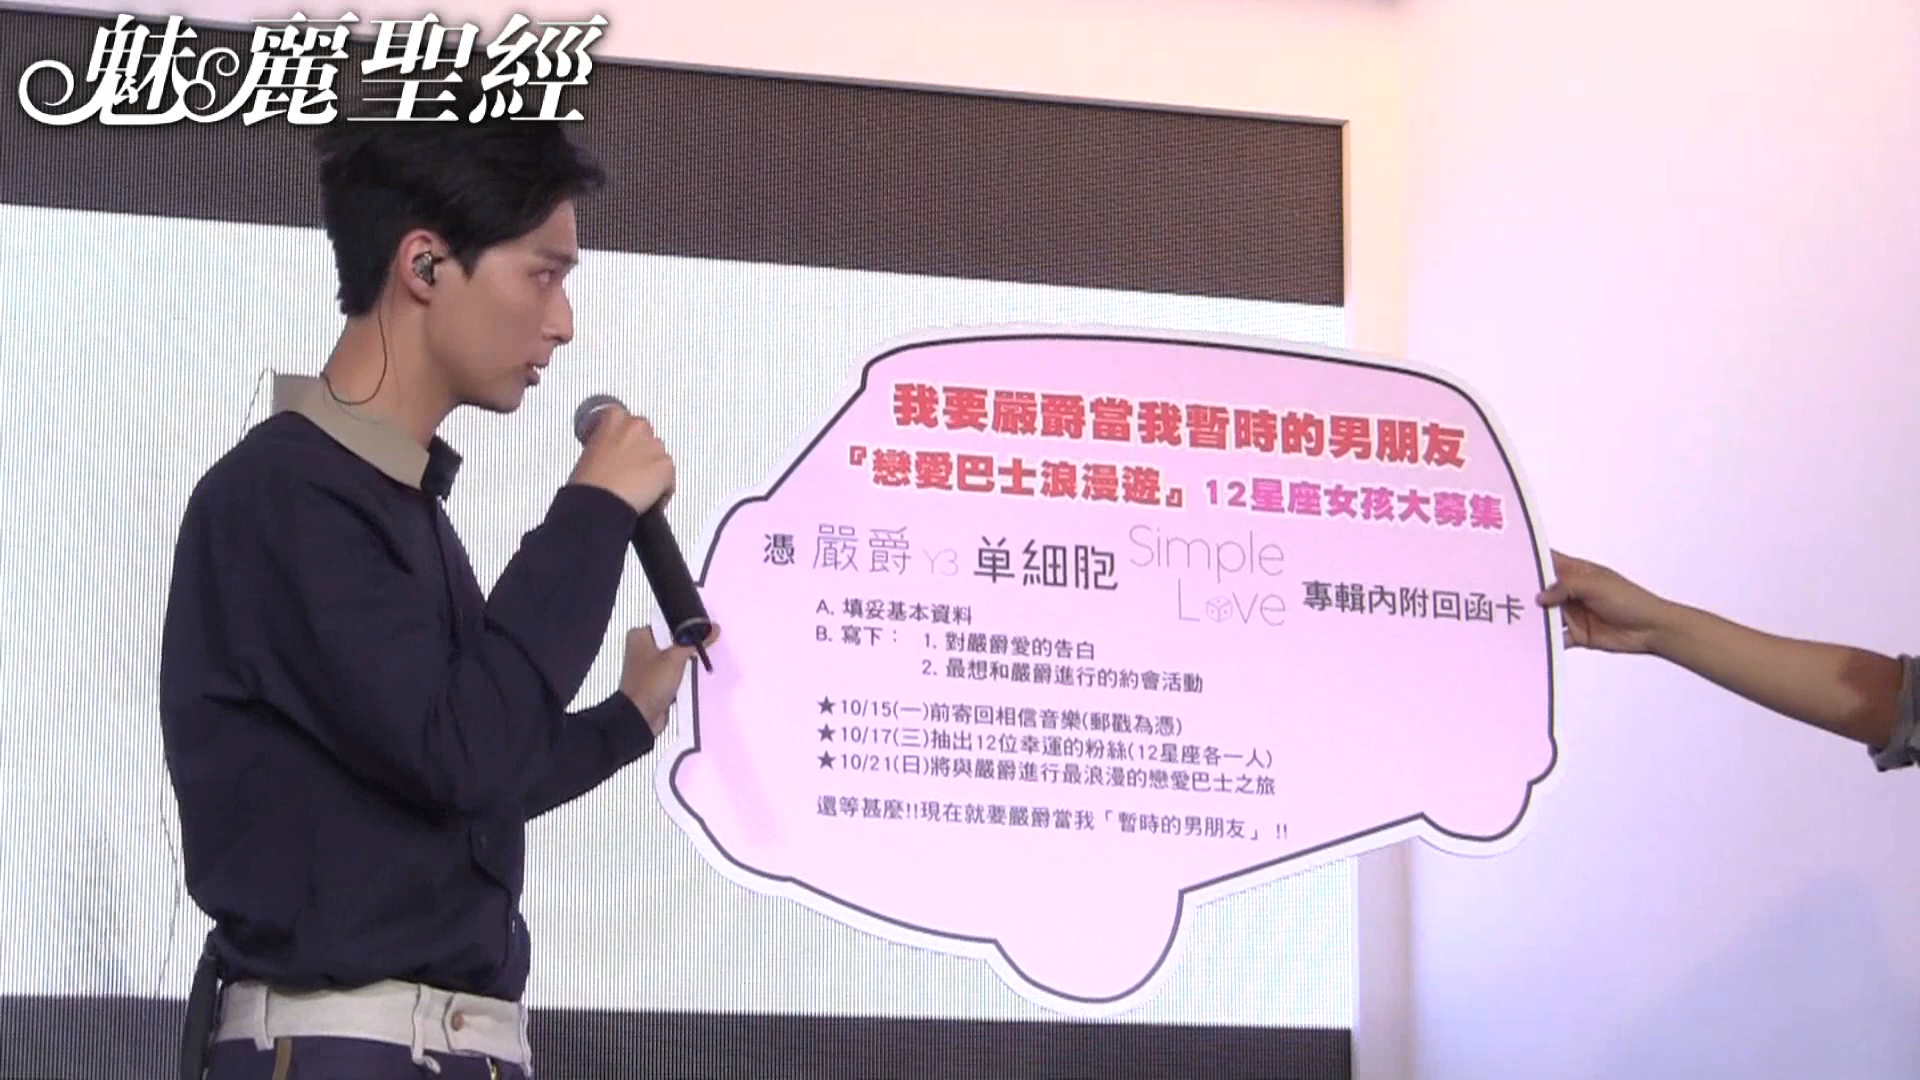 魅麗聖經
我要嚴爵當我暫時的男朋友
『戀愛巴士浪漫遊』12星座女孩大募集
憑 嚴爵 Y3 单細胞 Simple Love 專輯內附回函卡
A. 填妥基本資料
B. 寫下： 1. 對嚴爵愛的告白
2. 最想和嚴爵進行的約會活動
★10/15(一)前寄回相信音樂(郵戳為憑)
★10/17(三)抽出12位幸運的粉絲(12星座各一人)
★10/21(日)將與嚴爵進行最浪漫的戀愛巴士之旅
還等甚麼!!現在就要嚴爵當我「暫時的男朋友」!!